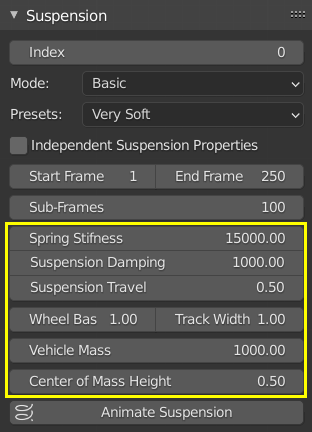 Suspension
Index 0
Mode: Basic
Presets: Very Soft
Independent Suspension Properties
Start Frame 1 End Frame 250
Sub-Frames 100
Spring Stifness 15000.00
Suspension Damping 1000.00
Suspension Travel 0.50
Wheel Bas 1.00 Track Width 1.00
Vehicle Mass 1000.00
Center of Mass Height 0.50
Animate Suspension